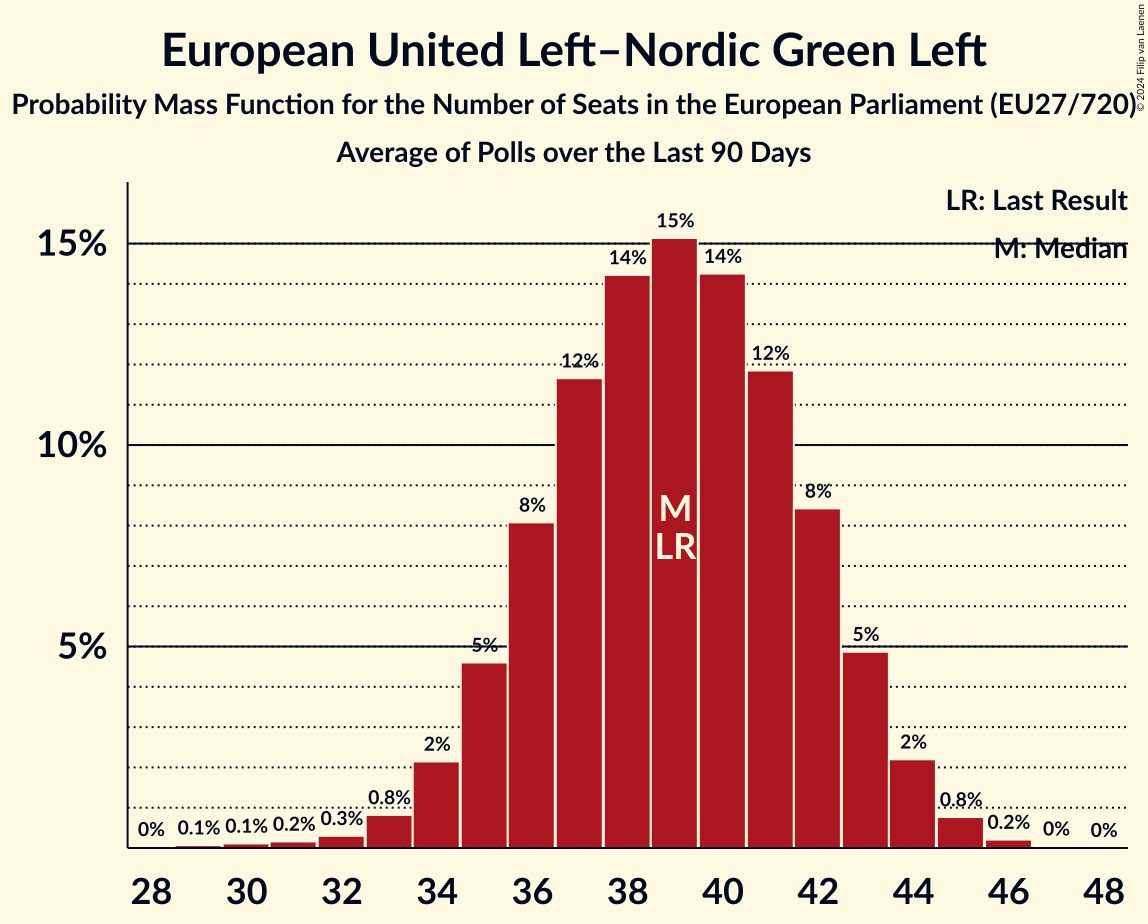 European United Left–Nordic Green Left
Probability Mass Function for the Number of Seats in the European Parliament (EU27/720)
Average of Polls over the Last 90 Days
© 2024 Filip van Laenen
LR: Last Result
M: Median
15%
10%
5%
0% 0.1% 0.1% 0.2% 0.3% 0.8% 2% 5% 8% 12% 14% 15% 14% 12% 8% 5% 2% 0.8% 0.2% 0% 0%
M
LR
28 30 32 34 36 38 40 42 44 46 48